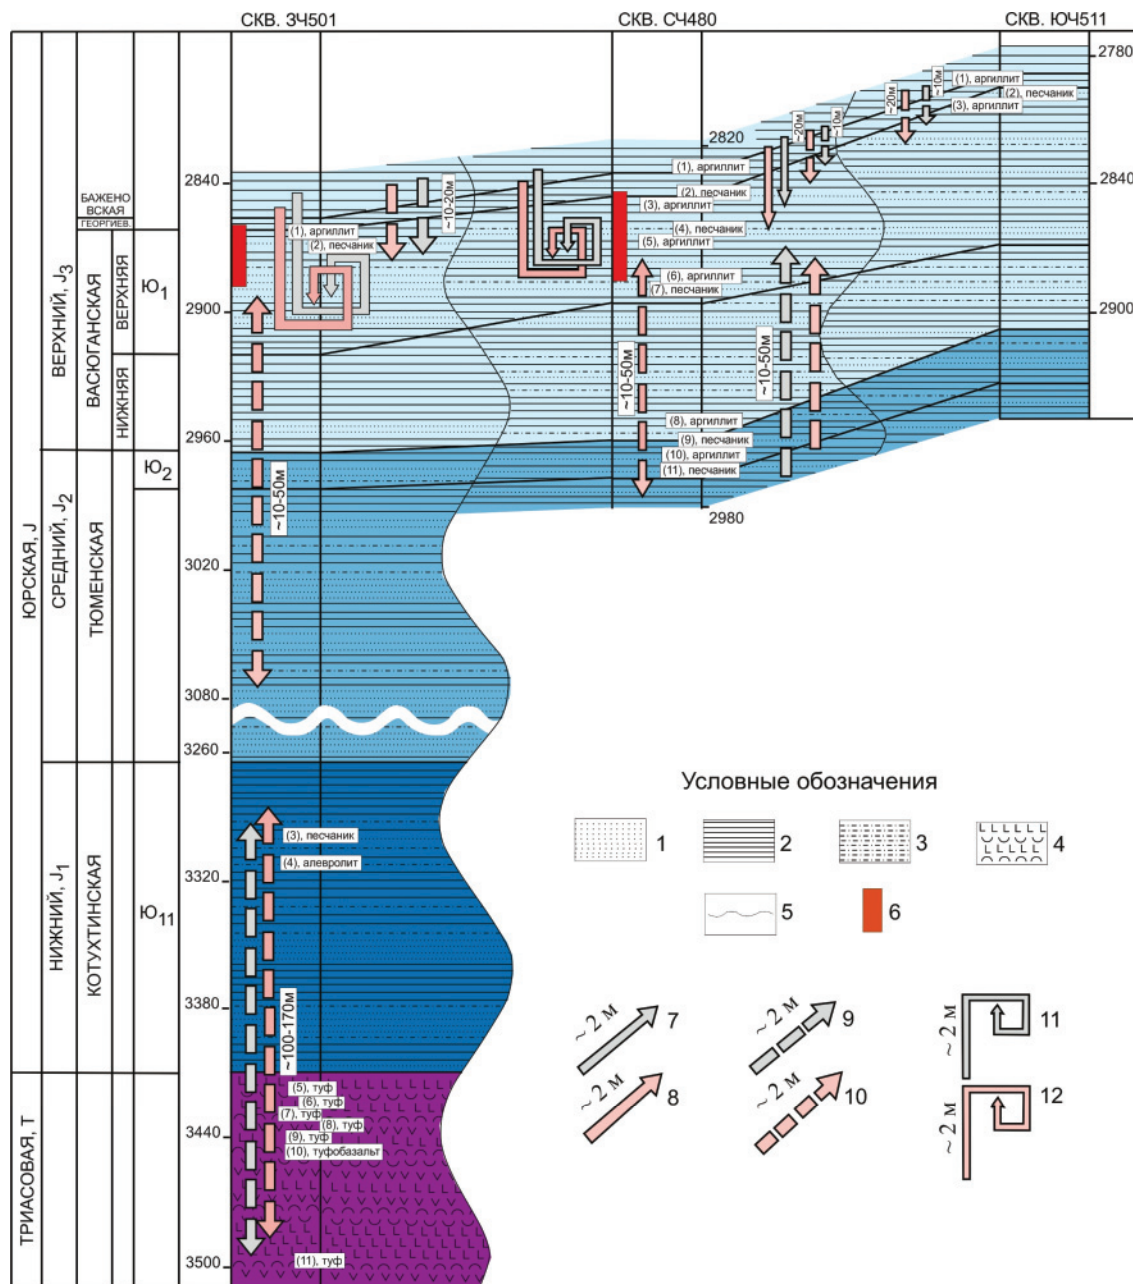 СКВ. ЗЧ501
СКВ. СЧ480
СКВ. ЮЧ511
2780
2820
2840
2840
2900
2900
2960
2980
3020
3080
3260
3320
3380
3440
3500
ЮРСКАЯ, J
ВЕРХНИЙ, J3
СРЕДНИЙ, J2
НИЖНИЙ, J1
ТРИАСОВАЯ, Т
БАЖЕНО
ВСКАЯ
ГЕОРГИЕВ.
ВАСЮГАНСКАЯ
ВЕРХНЯЯ
НИЖНЯЯ
ТЮМЕНСКАЯ
КОТУХТИНСКАЯ
Ю1
Ю2
Ю11
(1), аргиллит
(2), песчаник
~10-20м
~10-50м
(3), песчаник
(4), алевролит
~100-170м
(5), туф
(6), туф
(7), туф
(8), туф
(9), туф
(10), туфобазальт
(11), туф
(1), аргиллит
(2), песчаник
(3), аргиллит
(4), песчаник
(5), аргиллит
(6), аргиллит
(7), песчаник
~10-50м
(8), аргиллит
(9), песчаник
(10), аргиллит
(11), песчаник
~20м
~10м
~10-50м
~20м
~10м
(1), аргиллит
(2), песчаник
(3), аргиллит
Условные обозначения
1
2
3
4
5
6
~ 2 м
7
~ 2 м
8
~ 2 м
9
~ 2 м
10
~ 2 м
11
~ 2 м
12